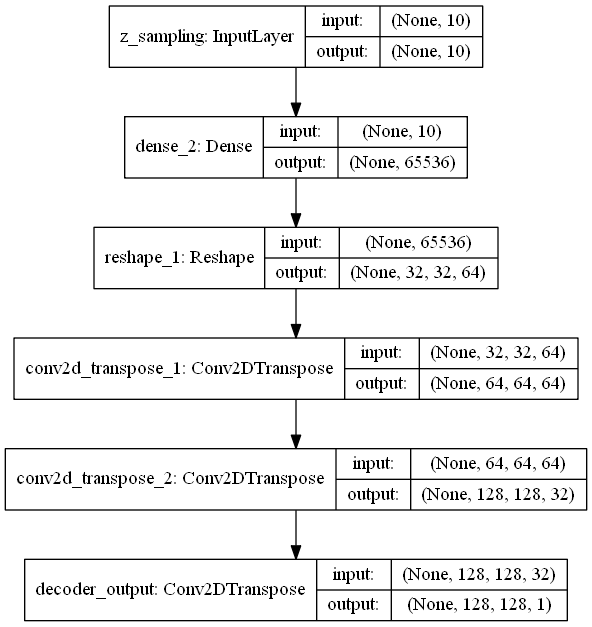 z_sampling: InputLayer input: (None, 10)
output: (None, 10)
dense_2: Dense input: (None, 10)
output: (None, 65536)
reshape_1: Reshape input: (None, 65536)
output: (None, 32, 32, 64)
conv2d_transpose_1: Conv2DTranspose input: (None, 32, 32, 64)
output: (None, 64, 64, 64)
conv2d_transpose_2: Conv2DTranspose input: (None, 64, 64, 64)
output: (None, 128, 128, 32)
decoder_output: Conv2DTranspose input: (None, 128, 128, 32)
output: (None, 128, 128, 1)